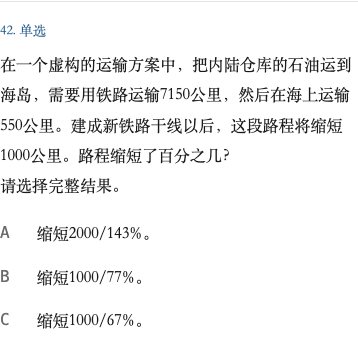 42. 单选
在一个虚构的运输方案中，把内陆仓库的石油运到
海岛，需要用铁路运输7150公里，然后在海上运输
550公里。建成新铁路干线以后，这段路程将缩短
1000公里。路程缩短了百分之几？
请选择完整结果。
A 缩短2000/143%。
B 缩短1000/77%。
C 缩短1000/67%。